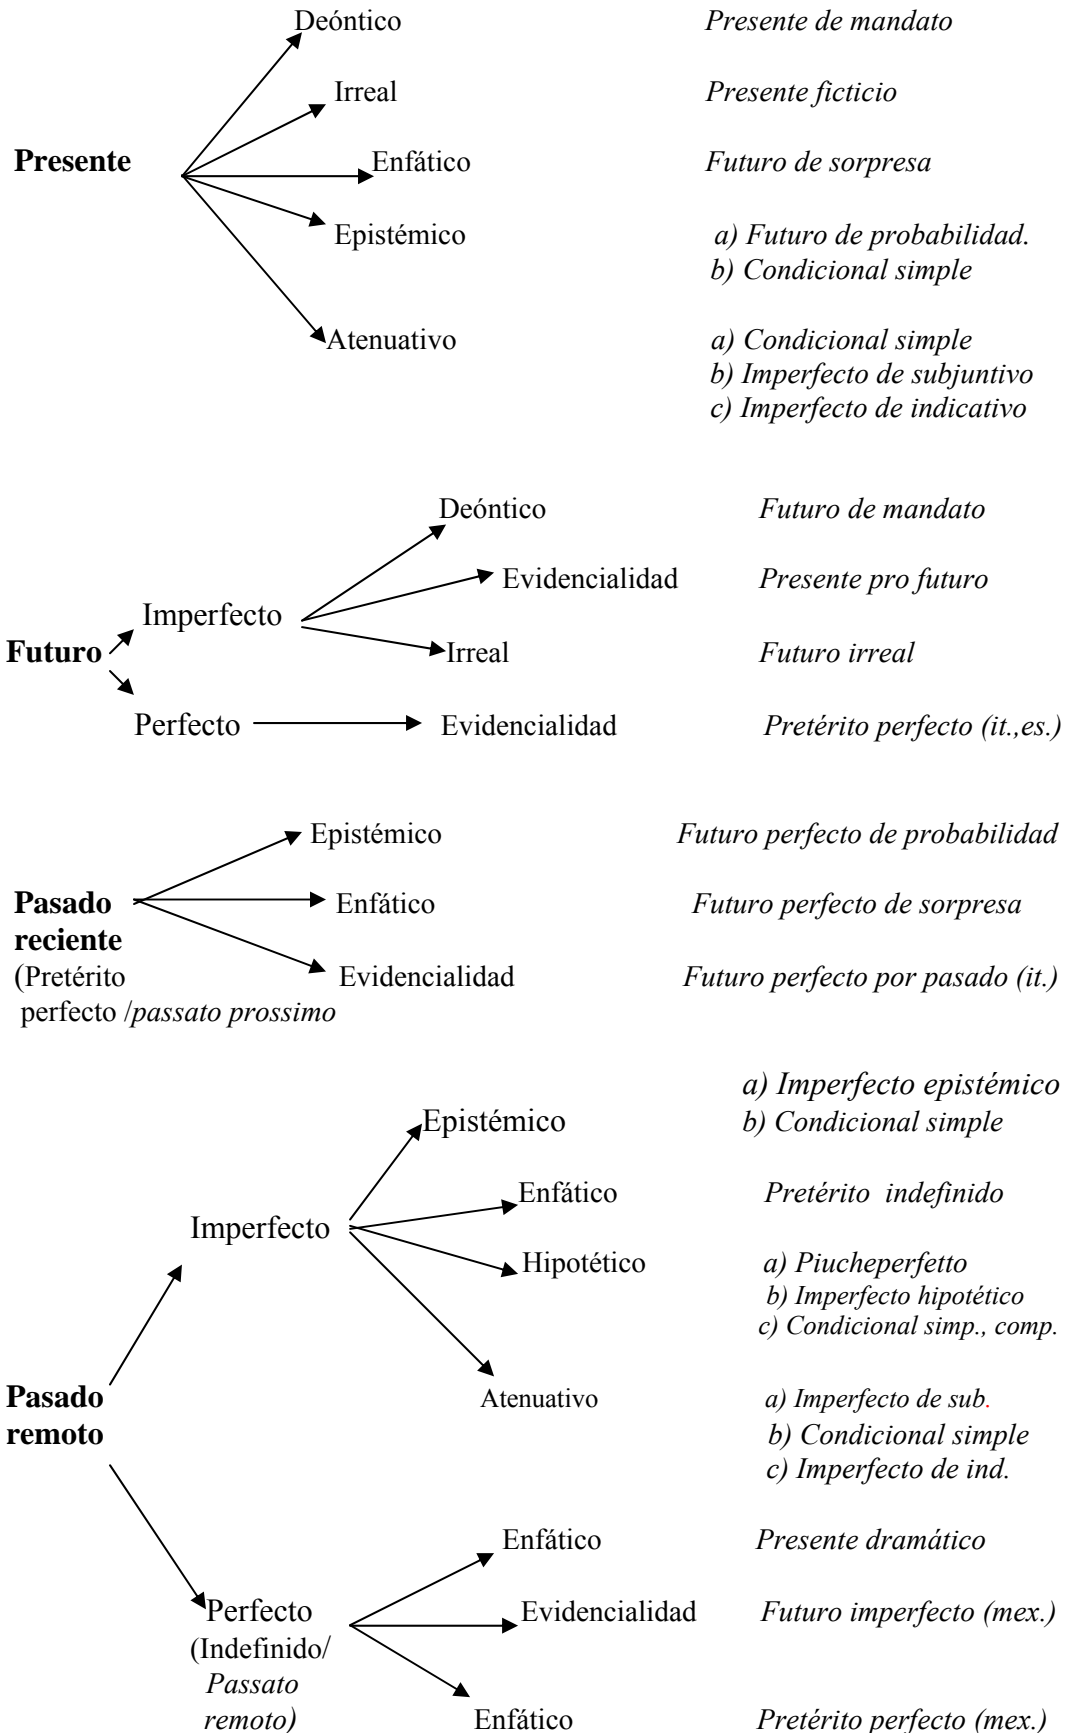 Deóntico Presente de mandato
Irreal Presente ficticio
Presente Enfático Futuro de sorpresa
Epistémico a) Futuro de probabilidad.
b) Condicional simple
Atenuativo a) Condicional simple
b) Imperfecto de subjuntivo
c) Imperfecto de indicativo
Deóntico Futuro de mandato
Evidencialidad Presente pro futuro
Imperfecto
Futuro Irreal Futuro irreal
Perfecto Evidencialidad Pretérito perfecto (it.,es.)
Epistémico Futuro perfecto de probabilidad
Pasado Enfático Futuro perfecto de sorpresa
reciente
(Pretérito Evidencialidad Futuro perfecto por pasado (it.)
perfecto /passato prossimo
a) Imperfecto epistémico
Epistémico b) Condicional simple
Enfático Pretérito indefinido
Imperfecto
Hipotético a) Piucheperfetto
b) Imperfecto hipotético
c) Condicional simp., comp.
Pasado Atenuativo a) Imperfecto de sub.
remoto b) Condicional simple
c) Imperfecto de ind.
Enfático Presente dramático
Perfecto Evidencialidad Futuro imperfecto (mex.)
(Indefinido/
Passato
remoto) Enfático Pretérito perfecto (mex.)